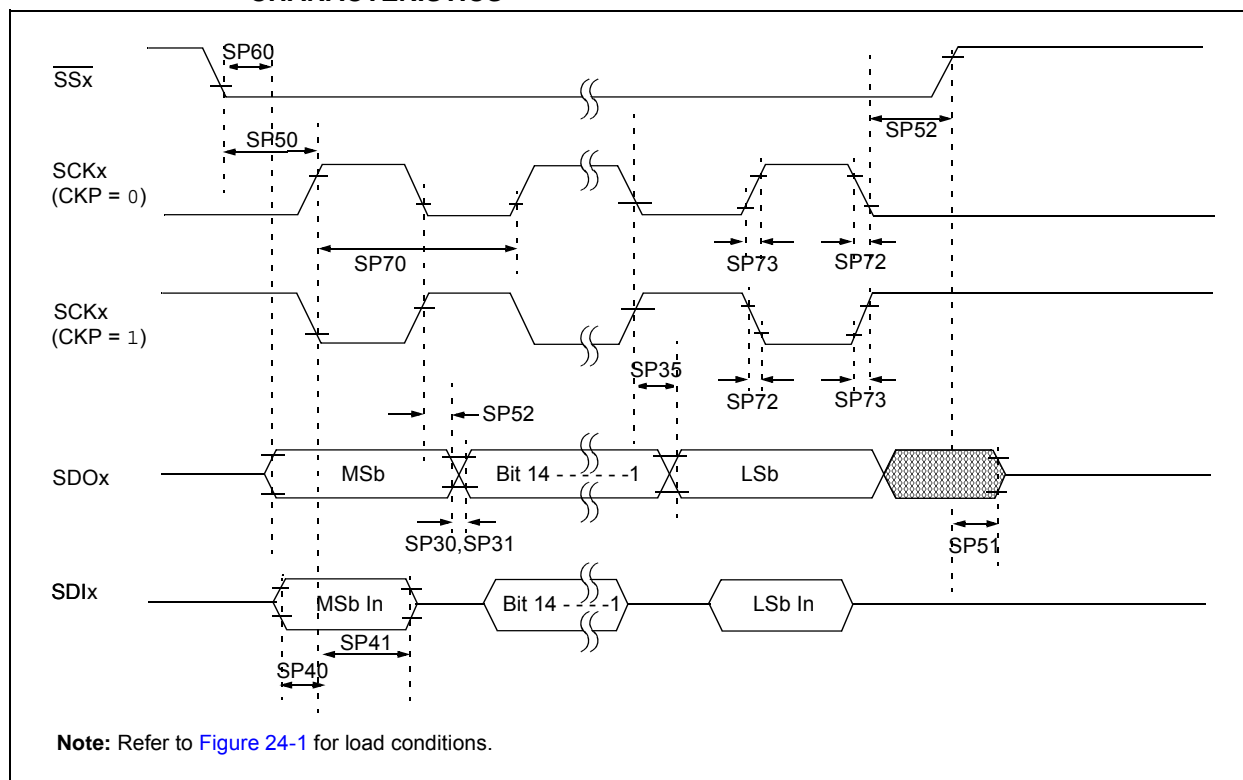 CHARACTERISTICS
SP60
SSx
SP52
SP50
SCKx
(CKP = 0)
SP70
SP73
SP72
SCKx
(CKP = 1)
SP35
SP52
SP72
SP73
SDOx
MSb
Bit 14 - - - - - -1
LSb
SP30,SP31
SP51
SDIx
MSb In
Bit 14 - - - -1
LSb In
SP41
SP40
Note: Refer to Figure 24-1 for load conditions.